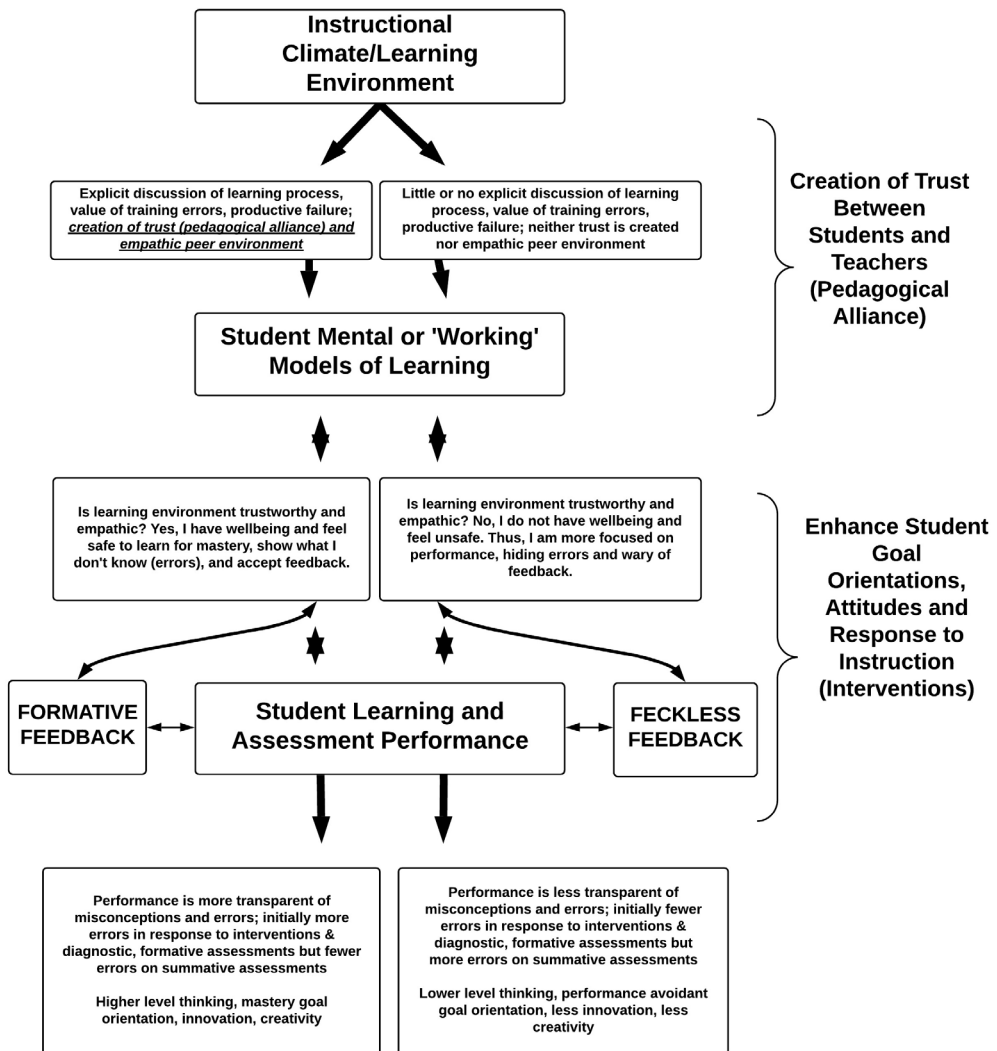 Instructional
Climate/Learning
Environment
Explicit discussion of learning process,
value of training errors, productive failure;
creation of trust (pedagogical alliance) and
empathic peer environment
Little or no explicit discussion of learning
process, value of training errors,
productive failure; neither trust is created
nor empathic peer environment
Creation of Trust
Between
Students and
Teachers
(Pedagogical
Alliance)
Student Mental or 'Working'
Models of Learning
Is learning environment trustworthy and
empathic? Yes, I have wellbeing and feel
safe to learn for mastery, show what I
don't know (errors), and accept feedback.
Is learning environment trustworthy and
empathic? No, I do not have wellbeing and
feel unsafe. Thus, I am more focused on
performance, hiding errors and wary of
feedback.
Enhance Student
Goal
Orientations,
Attitudes and
Response to
Instruction
(Interventions)
FORMATIVE
FEEDBACK
Student Learning and
Assessment Performance
FECKLESS
FEEDBACK
Performance is more transparent of
misconceptions and errors; initially more
errors in response to interventions &
diagnostic, formative assessments but fewer
errors on summative assessments
Higher level thinking, mastery goal
orientation, innovation, creativity
Performance is less transparent of
misconceptions and errors; initially fewer
errors in response to interventions &
diagnostic, formative assessments but
more errors on summative assessments
Lower level thinking, performance avoidant
goal orientation, less innovation, less
creativity